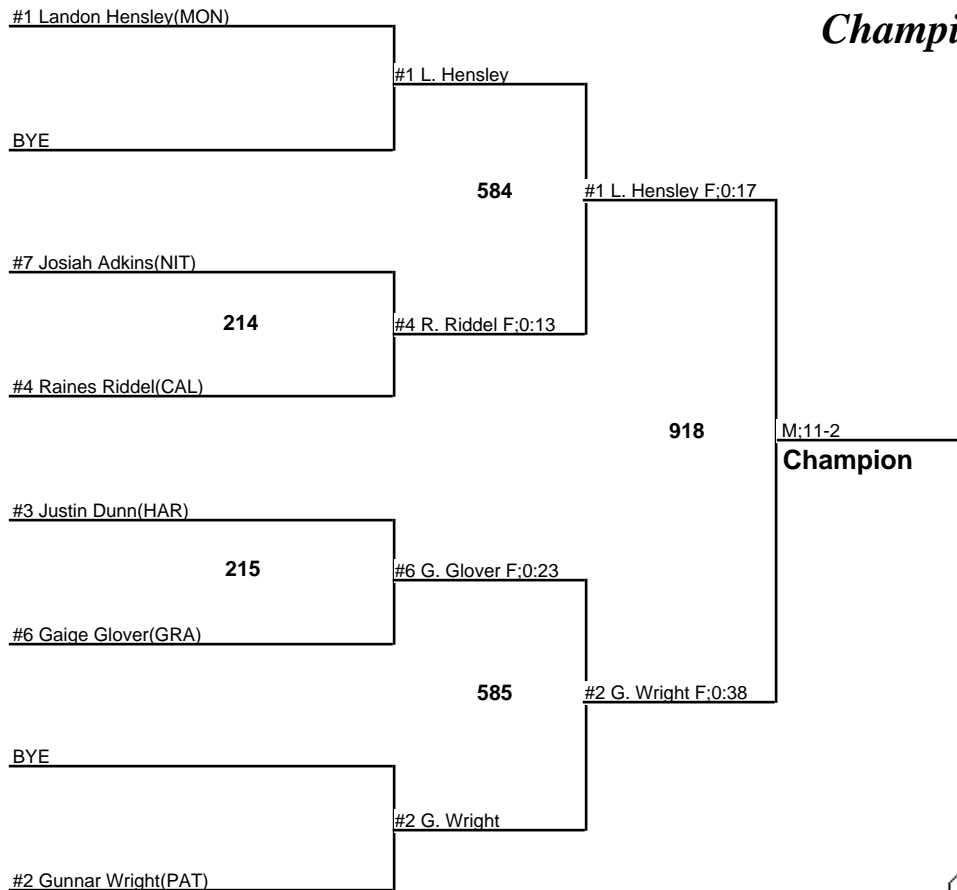 #1 Landon Hensley(MON)
Champi
#1 L. Hensley
BYE
584
#1 L. Hensley F;0:17
#7 Josiah Adkins(NIT)
214
#4 R. Riddel F;0:13
#4 Raines Riddel(CAL)
918
M;11-2
Champion
#3 Justin Dunn(HAR)
215
#6 G. Glover F;0:23
#6 Gaige Glover(GRA)
585
#2 G. Wright F;0:38
BYE
#2 G. Wright
#2 Gunnar Wright(PAT)